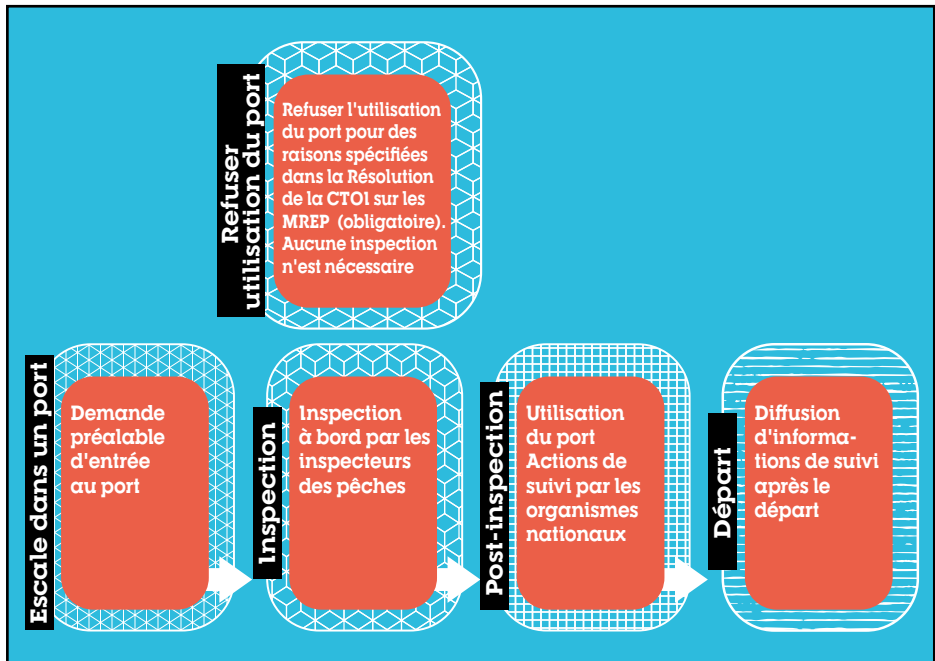 Refuser
utilisation du port
Refuser l'utilisation
du port pour des
raisons spécifiées
dans la Résolution
de la CTOI sur les
MREP (obligatoire).
Aucune inspection
n'est nécessaire
Escale dans un port
Demande
préalable
d'entrée
au port
Inspection
Inspection
à bord par les
inspecteurs
des pêches
Post-inspection
Utilisation
du port
Actions de
suivi par les
organismes
nationaux
Départ
Diffusion
d'informa-
tions de suivi
après le
départ